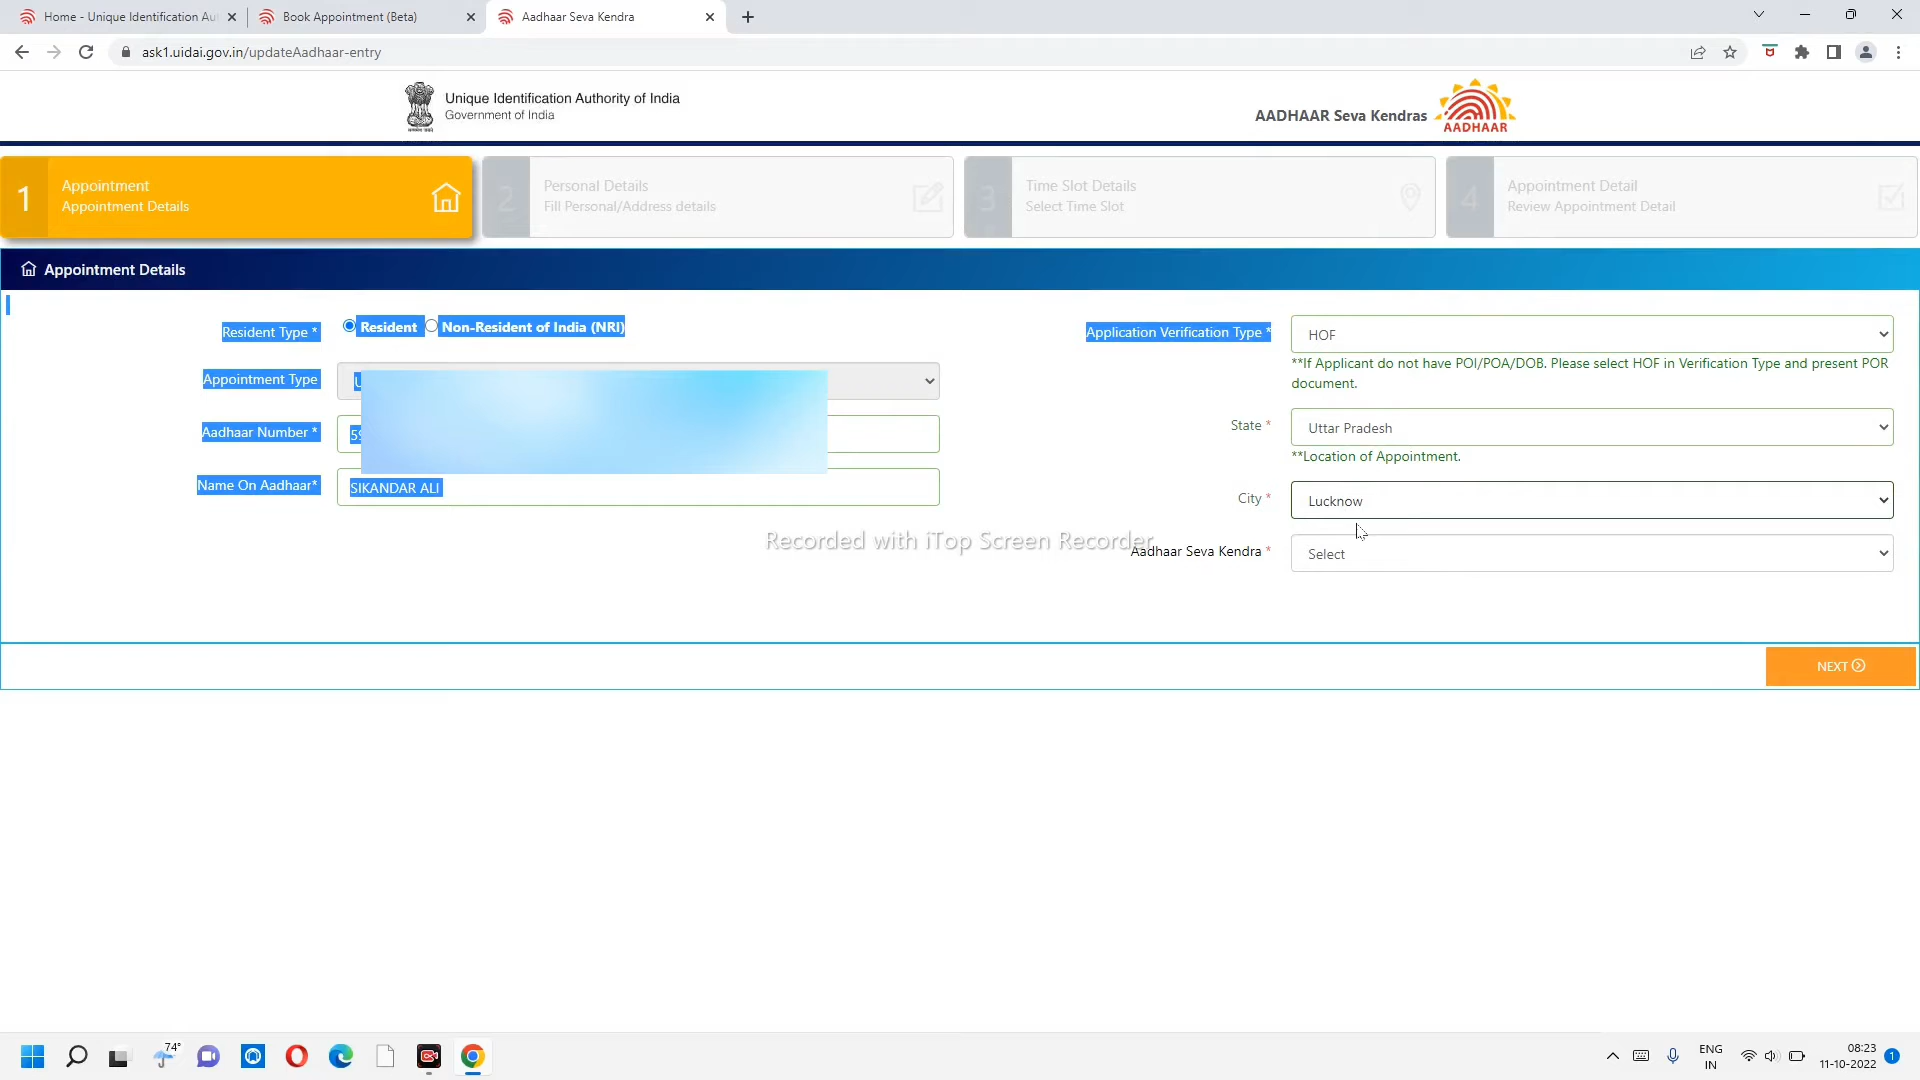 Home - Unique Identification Au
Book Appointment (Beta)
Aadhaar Seva Kendra
ask1.uidai.gov.in/updateAadhaar-entry
Unique Identification Authority of India
Government of India
AADHAAR Seva Kendras
AADHAAR
1
Appointment
Appointment Details
2
Personal Details
Fill Personal/Address details
3
Time Slot Details
Select Time Slot
4
Appointment Detail
Review Appointment Detail
Appointment Details
Resident Type *
Resident
Non-Resident of India (NRI)
Application Verification Type *
HOF
**If Applicant do not have POI/POA/DOB. Please select HOF in Verification Type and present POR
document.
Appointment Type
Aadhaar Number *
59
State *
Uttar Pradesh
**Location of Appointment.
Name On Aadhaar*
SIKANDAR ALI
City *
Lucknow
Recorded with iTop Screen Recorder
Aadhaar Seva Kendra *
Select
NEXT
74°
ENG
IN
08:23
11-10-2022
1